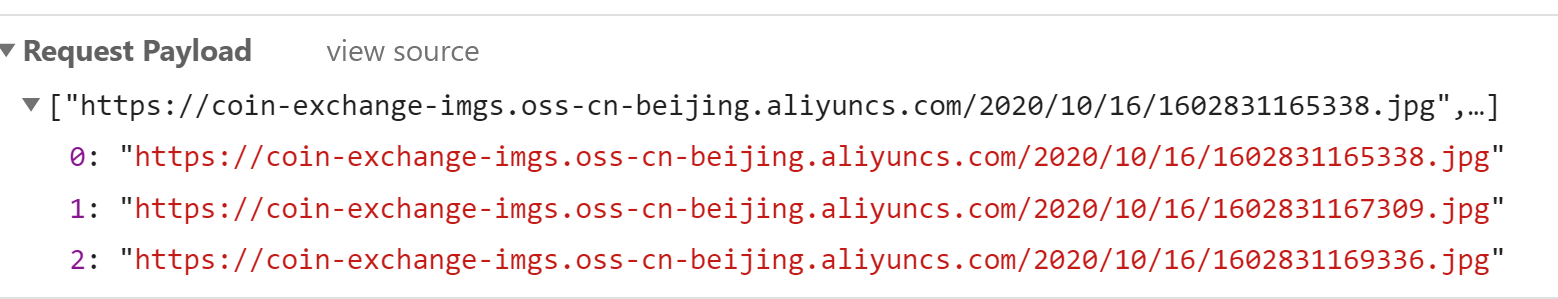 Request Payload view source
["https://coin-exchange-imgs.oss-cn-beijing.aliyuncs.com/2020/10/16/1602831165338.jpg",…]
0: "https://coin-exchange-imgs.oss-cn-beijing.aliyuncs.com/2020/10/16/1602831165338.jpg"
1: "https://coin-exchange-imgs.oss-cn-beijing.aliyuncs.com/2020/10/16/1602831167309.jpg"
2: "https://coin-exchange-imgs.oss-cn-beijing.aliyuncs.com/2020/10/16/1602831169336.jpg"